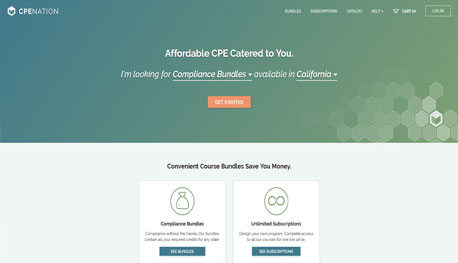 CPENATION
BUNDLES SUBSCRIPTIONS CATALOG HELP CART LOG IN
Affordable CPE Catered to You.
I'm looking for Compliance Bundles available in California
GET STARTED
Convenient Course Bundles Save You Money.
Compliance Bundles
Compliance without the hassle. Our bundles
contain all your required credits for any state.
SEE BUNDLES
Unlimited Subscriptions
Design your own program. Complete access
to all our courses for one low price.
SEE SUBSCRIPTIONS